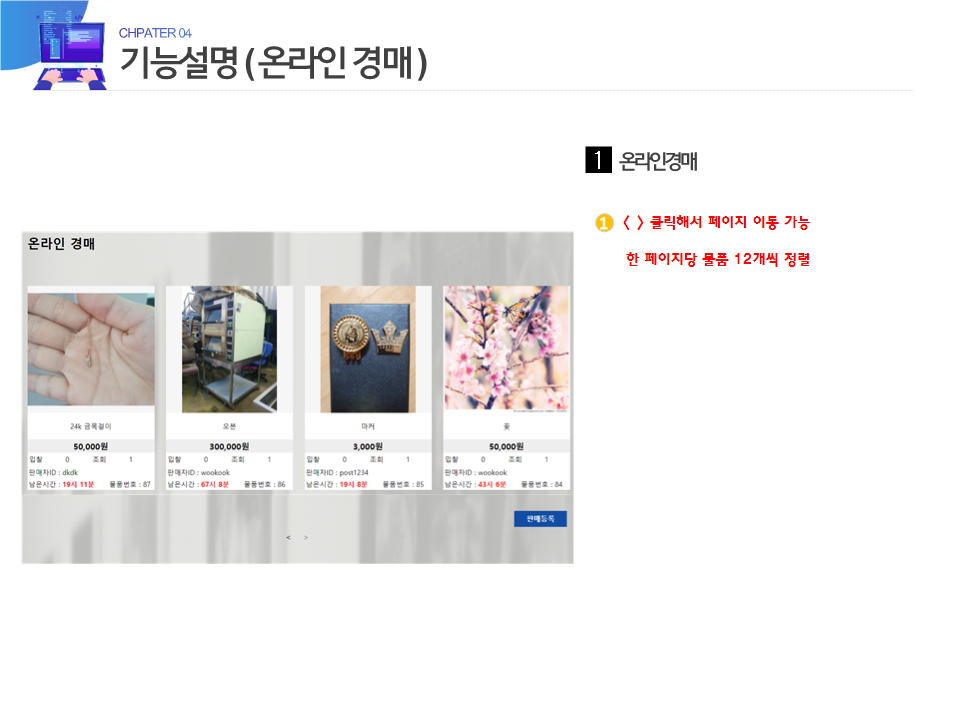 CHPATER 04
기능설명 ( 온라인 경매 )
1 온라인경매
1 < > 클릭해서 페이지 이동 가능
한 페이지당 물품 12개씩 정렬
온라인 경매
24k 금목걸이
50,000원
입찰 0 조회 1
판매자ID : dkdk
남은시간 : 19시 11분 물품번호 : 87
오븐
300,000원
입찰 0 조회 1
판매자ID : wookook
남은시간 : 67시 8분 물품번호 : 86
마커
3,000원
입찰 0 조회 1
판매자ID : post1234
남은시간 : 19시 8분 물품번호 : 85
꽃
50,000원
입찰 0 조회 1
판매자ID : wookook
남은시간 : 43시 6분 물품번호 : 84
판매등록
< >